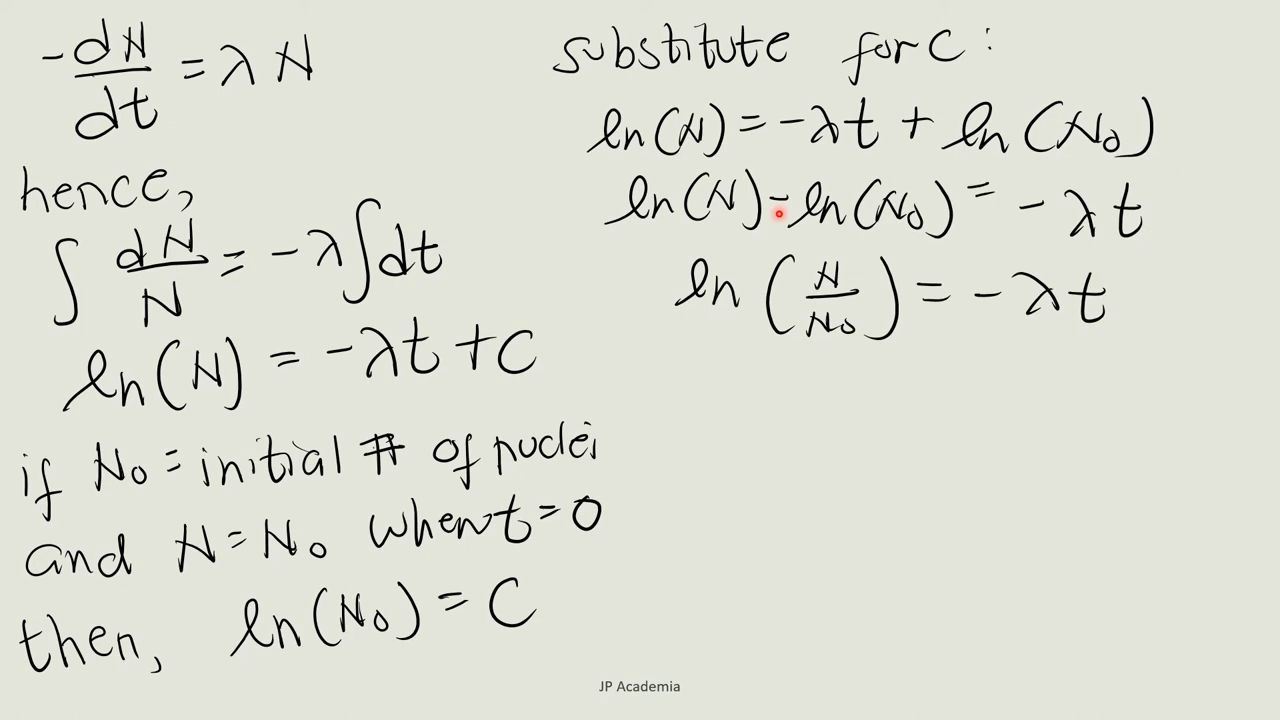 -dN/dt = λN
hence,
∫ dN/N = -λ∫dt
ln(N) = -λt + C
if N₀ = initial # of nuclei
and N = N₀ when t = 0
then, ln(N₀) = C
substitute for C:
ln(N) = -λt + ln(N₀)
ln(N) - ln(N₀) = -λt
ln(N/N₀) = -λt
JP Academia